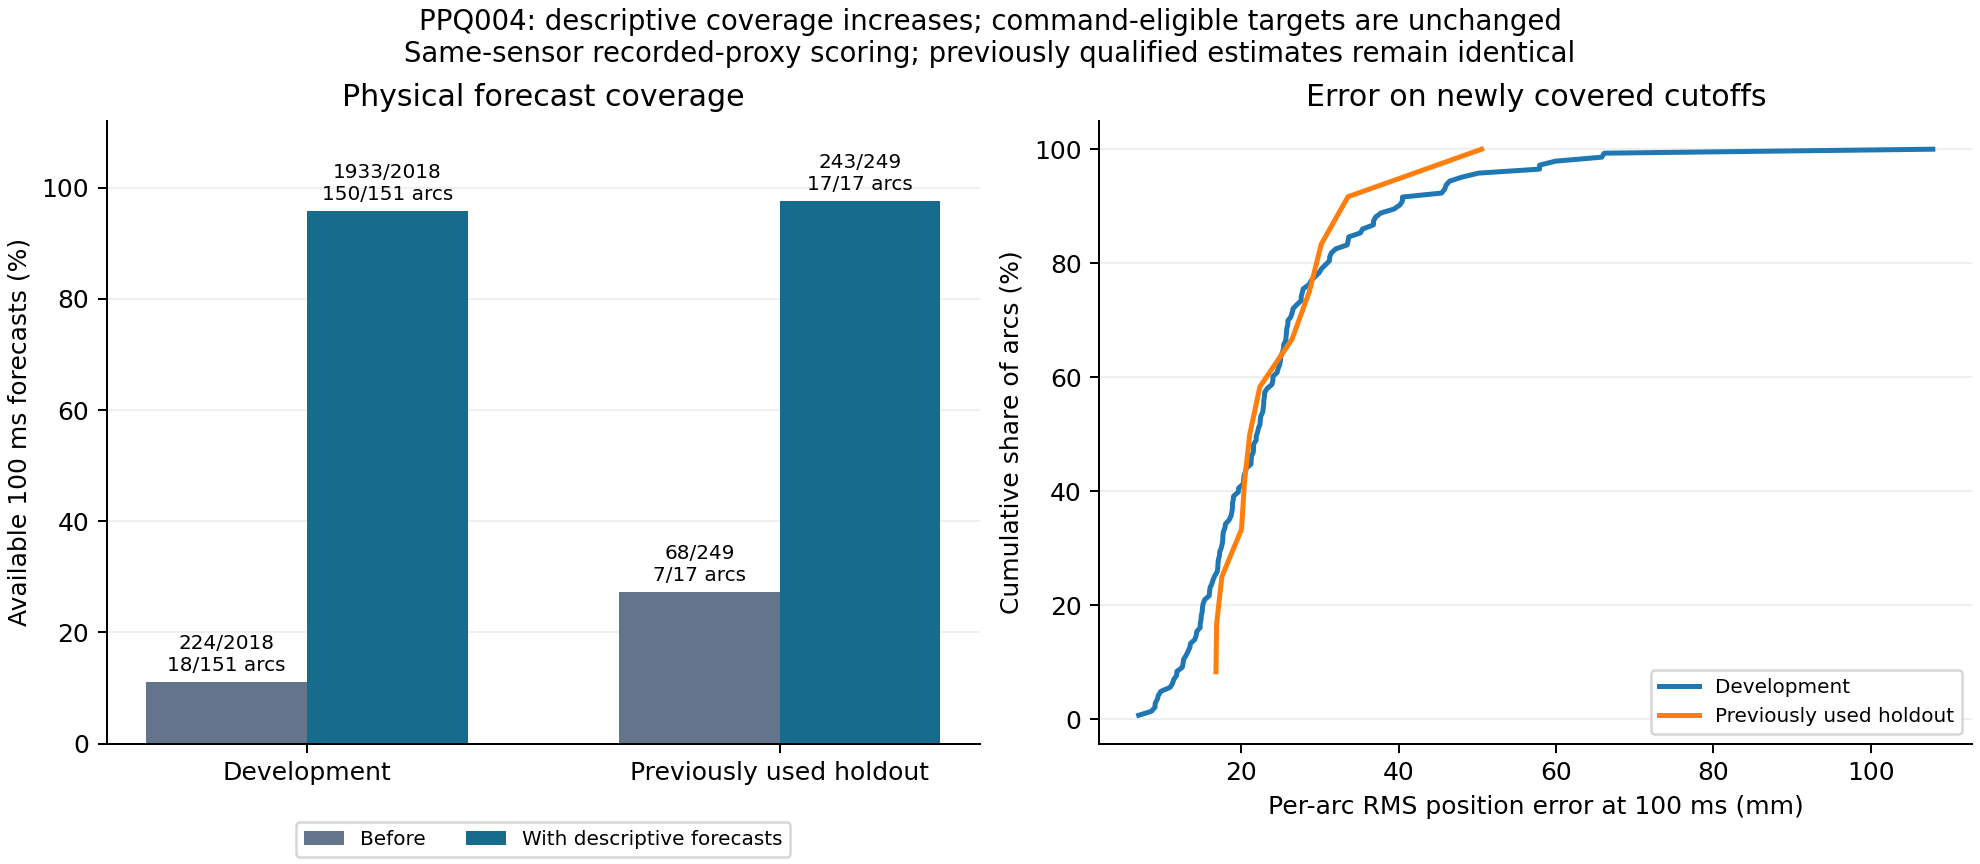 PPQ004: descriptive coverage increases; command-eligible targets are unchanged
Same-sensor recorded-proxy scoring; previously qualified estimates remain identical
Physical forecast coverage
Available 100 ms forecasts (%)
100
80
60
40
20
0
224/2018
18/151 arcs
1933/2018
150/151 arcs
68/249
7/17 arcs
243/249
17/17 arcs
Development
Previously used holdout
Before
With descriptive forecasts
Error on newly covered cutoffs
Cumulative share of arcs (%)
100
80
60
40
20
0
Development
Previously used holdout
20
40
60
80
100
Per-arc RMS position error at 100 ms (mm)